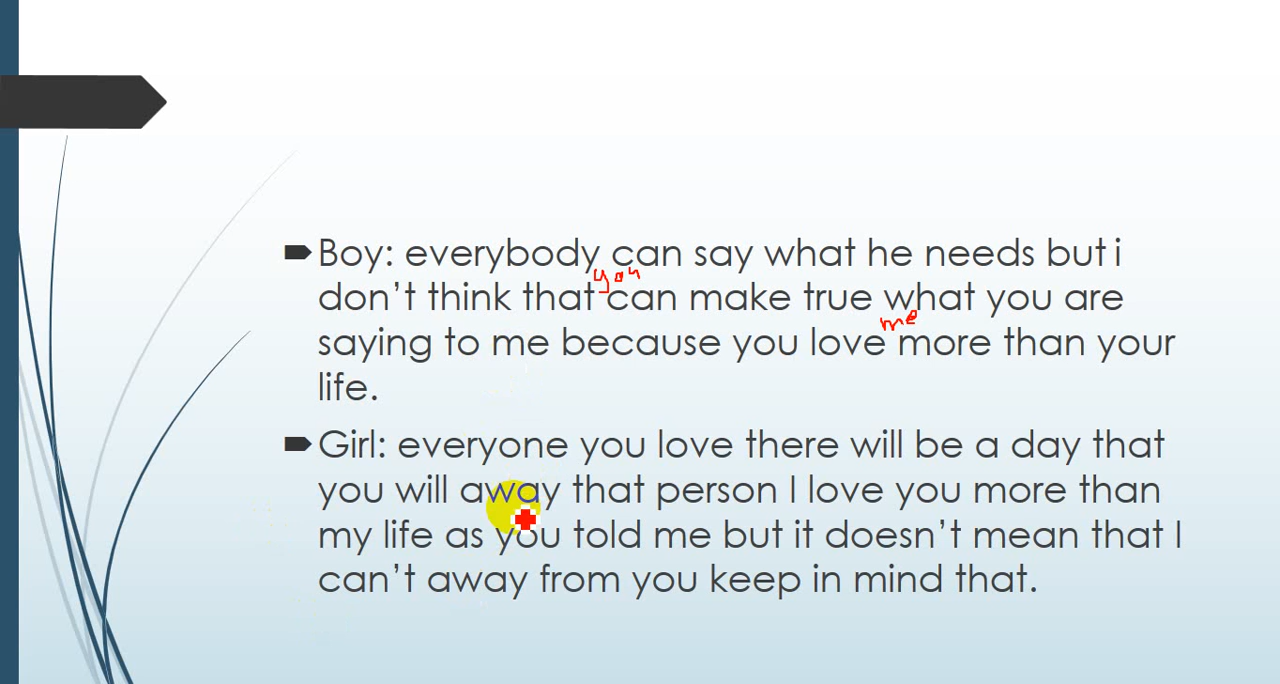 Boy: everybody can say what he needs but i
you
don't think that can make true what you are
me
saying to me because you love more than your
life.
Girl: everyone you love there will be a day that
you will away that person I love you more than
my life as you told me but it doesn't mean that I
can't away from you keep in mind that.